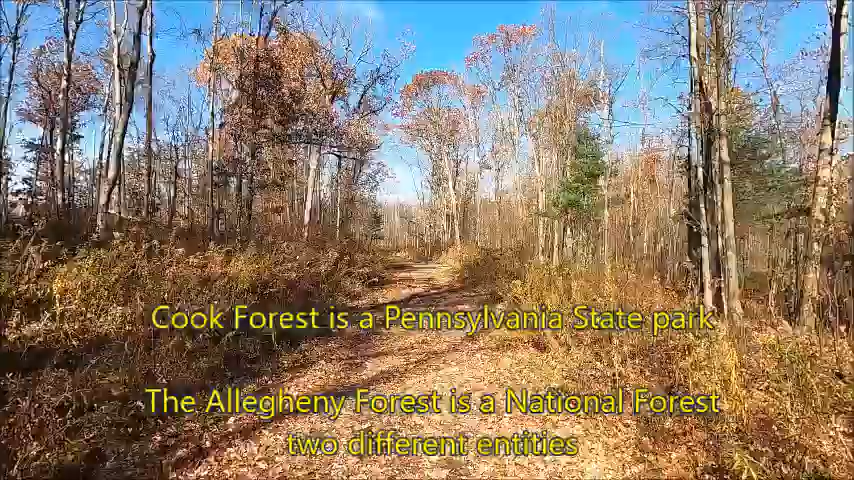 Cook Forest is a Pennsylvania State park
The Allegheny Forest is a National Forest
two different entities